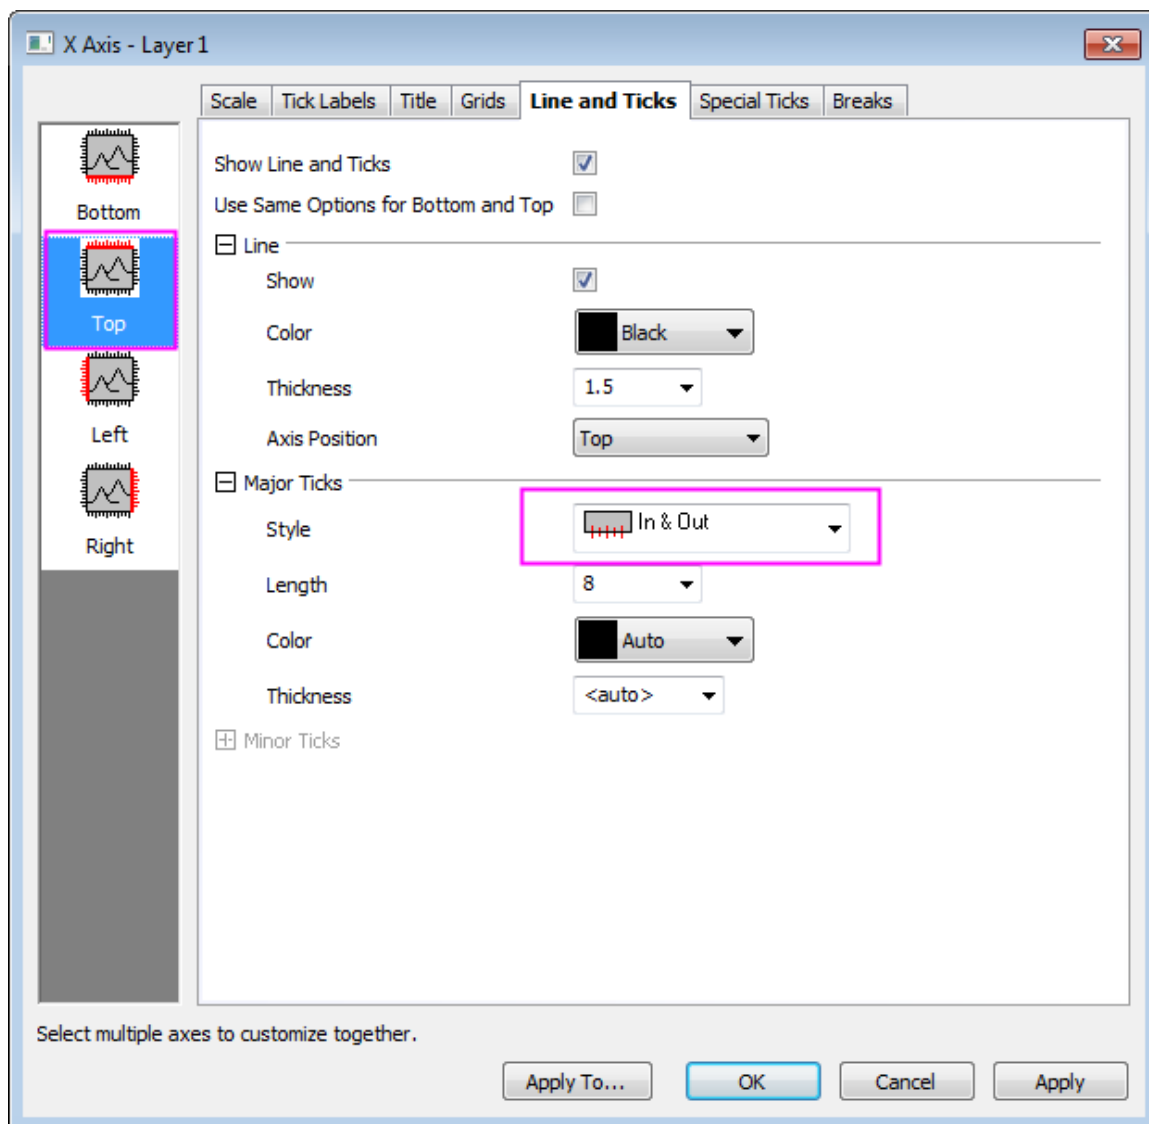 X Axis - Layer 1
Scale Tick Labels Title Grids Line and Ticks Special Ticks Breaks
Bottom
Top
Left
Right
Show Line and Ticks
Use Same Options for Bottom and Top
Line
Show
Color Black
Thickness 1.5
Axis Position Top
Major Ticks
Style In & Out
Length 8
Color Auto
Thickness <auto>
Minor Ticks
Select multiple axes to customize together.
Apply To... OK Cancel Apply